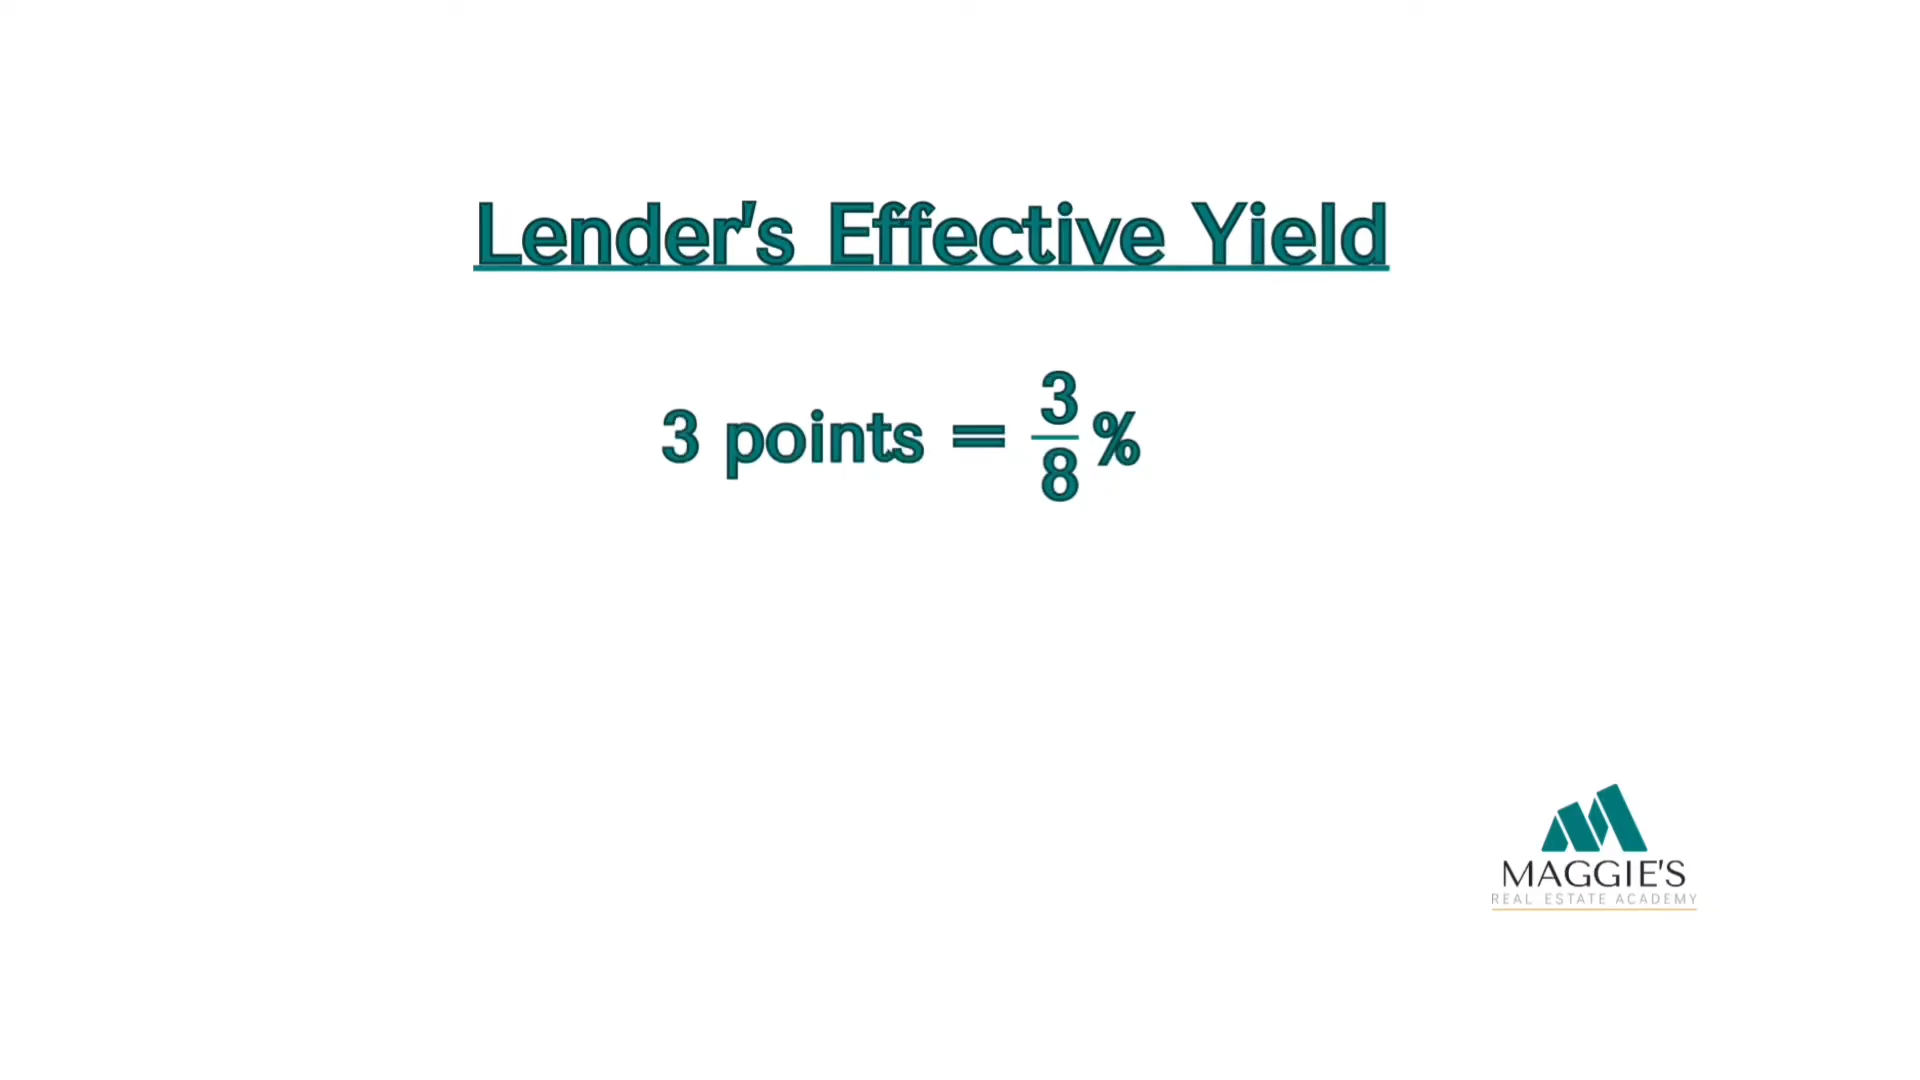 Lender's Effective Yield
3 points = 3/8 %
MAGGIE'S
REAL ESTATE ACADEMY